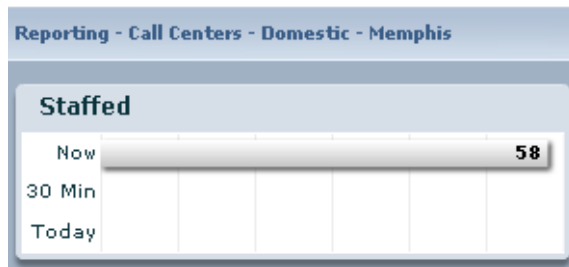 Reporting - Call Centers - Domestic - Memphis
Staffed
Now 58
30 Min
Today